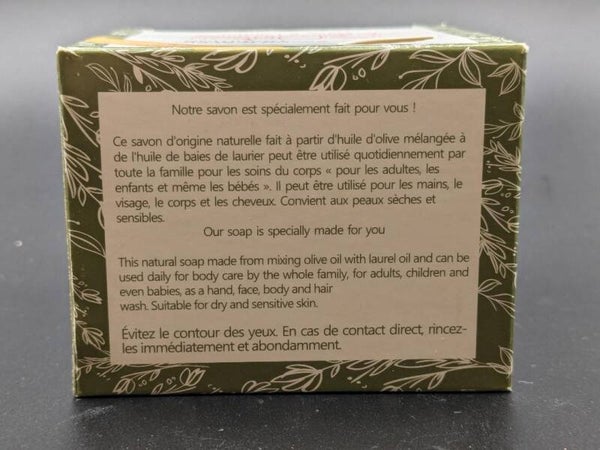 Notre savon est spécialement fait pour vous !
Ce savon d'origine naturelle fait à partir d'huile d'olive mélangée à
de l'huile de baies de laurier peut être utilisé quotidiennement par
toute la famille pour les soins du corps « pour les adultes, les
enfants et même les bébés ». Il peut être utilisé pour les mains, le
visage, le corps et les cheveux. Convient aux peaux sèches et
sensibles.
Our soap is specially made for you
This natural soap made from mixing olive oil with laurel oil and can be
used daily for body care by the whole family, for adults, children and
even babies, as a hand, face, body and hair
wash. Suitable for dry and sensitive skin.
Évitez le contour des yeux. En cas de contact direct, rincez-
les immédiatement et abondamment.